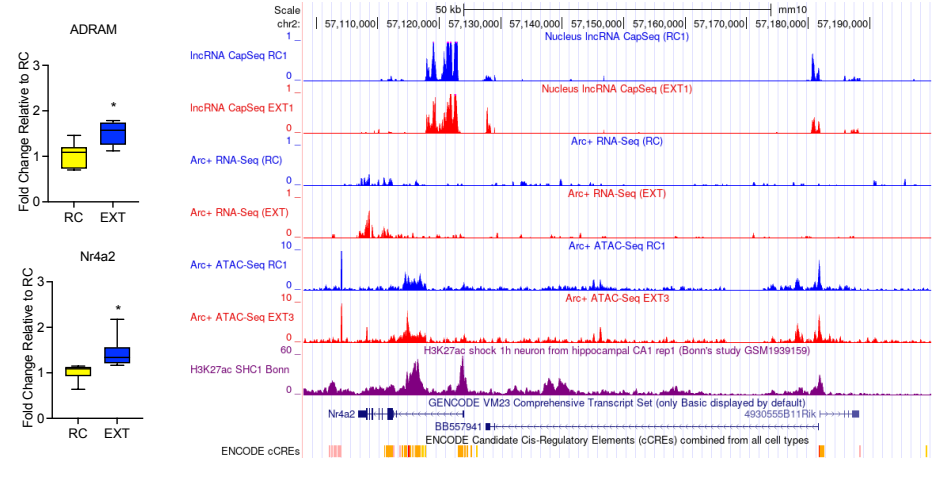 ADRAM
Fold Change Relative to RC
3
2
1
0
*
RC EXT
Nr4a2
Fold Change Relative to RC
3
2
1
0
*
RC EXT
Scale 50 kb mm10
chr2: 57,110,000 57,120,000 57,130,000 57,140,000 57,150,000 57,160,000 57,170,000 57,180,000 57,190,000
1 Nucleus lncRNA CapSeq (RC1)
lncRNA CapSeq RC1
0
1 Nucleus lncRNA CapSeq (EXT1)
lncRNA CapSeq EXT1
0
1 Arc+ RNA-Seq (RC)
Arc+ RNA-Seq (RC)
0
1 Arc+ RNA-Seq (EXT)
Arc+ RNA-Seq (EXT)
0
10 Arc+ ATAC-Seq RC1
Arc+ ATAC-Seq RC1
0
10 Arc+ ATAC-Seq EXT3
Arc+ ATAC-Seq EXT3
0
60 H3K27ac shock 1h neuron from hippocampal CA1 rep1 (Bonn's study GSM1939159)
H3K27ac SHC1 Bonn
0
GENCODE VM23 Comprehensive Transcript Set (only Basic displayed by default)
Nr4a2 4930555B11Rik
BB557941
ENCODE Candidate Cis-Regulatory Elements (cCREs) combined from all cell types
ENCODE cCREs